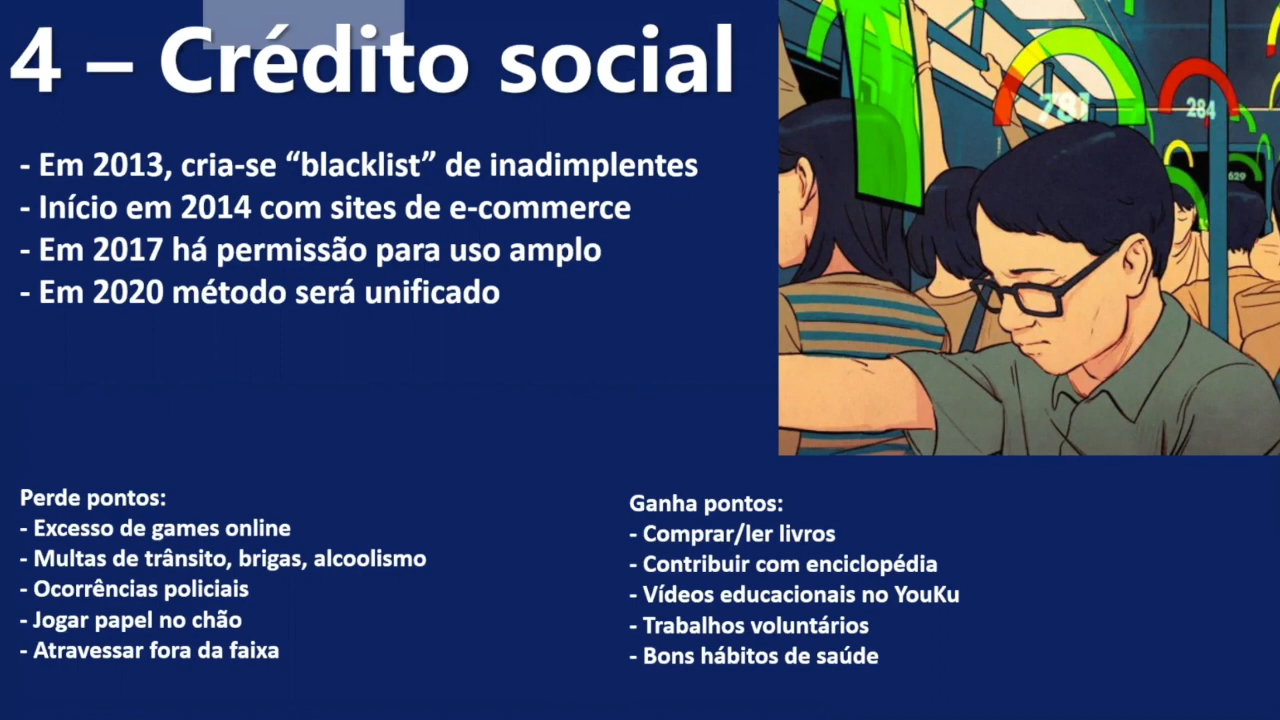 4 – Crédito social
- Em 2013, cria-se “blacklist” de inadimplentes
- Início em 2014 com sites de e-commerce
- Em 2017 há permissão para uso amplo
- Em 2020 método será unificado
781
284
629
Perde pontos:
- Excesso de games online
- Multas de trânsito, brigas, alcoolismo
- Ocorrências policiais
- Jogar papel no chão
- Atravessar fora da faixa
Ganha pontos:
- Comprar/ler livros
- Contribuir com enciclopédia
- Vídeos educacionais no YouKu
- Trabalhos voluntários
- Bons hábitos de saúde